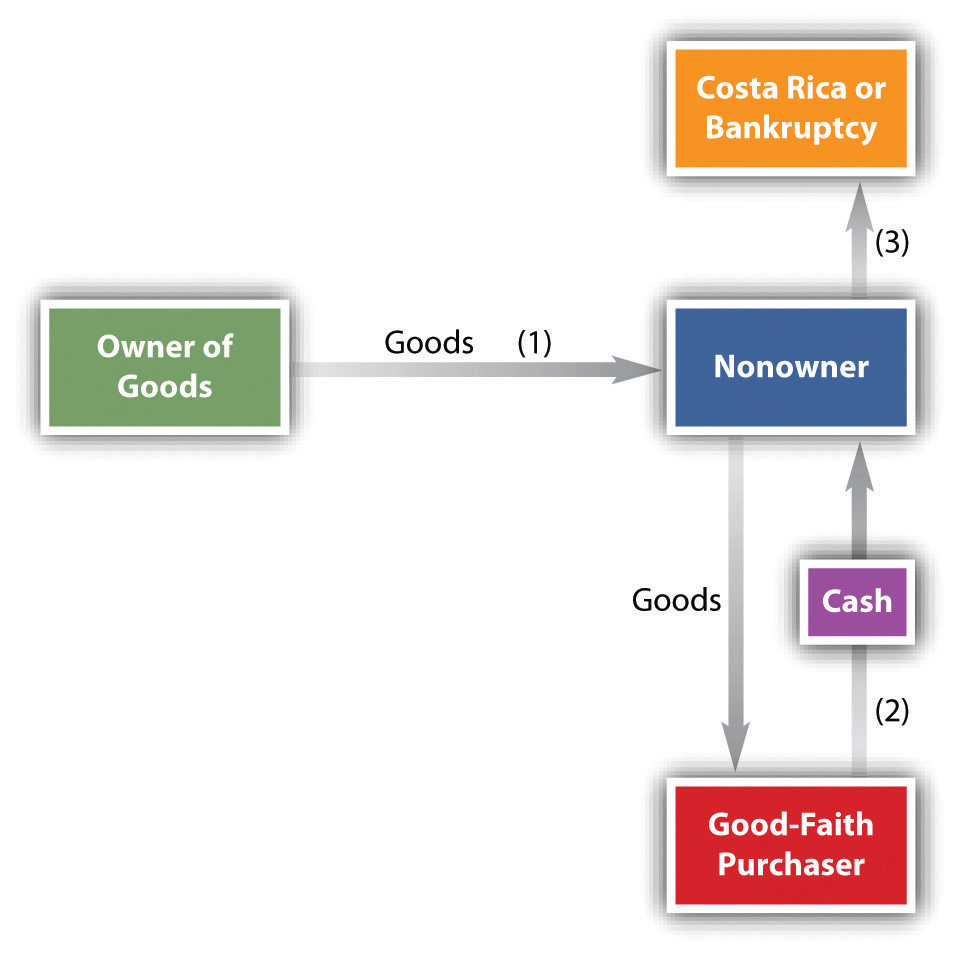 Costa Rica or
Bankruptcy
(3)
Owner of
Goods
Goods (1)
Nonowner
Goods
Cash
(2)
Good-Faith
Purchaser